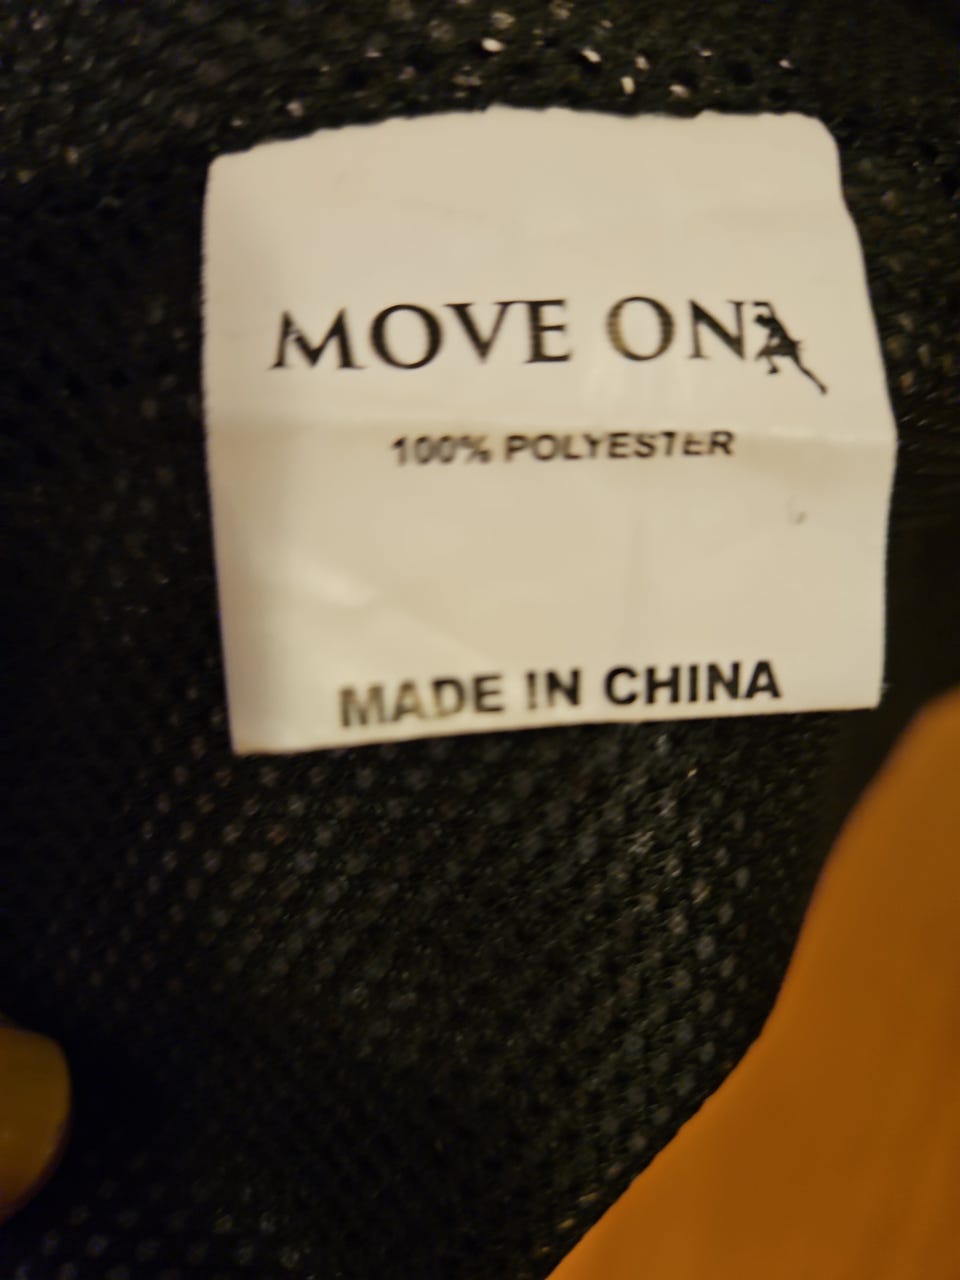 MOVE ON
100% POLYESTER
MADE IN CHINA